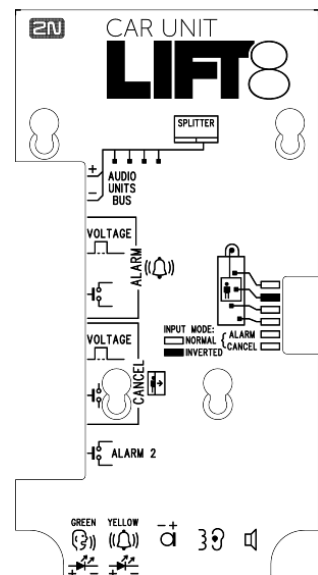 2N CAR UNIT
LIFT8
SPLITTER
+
AUDIO
–
UNITS
BUS
VOLTAGE
ALARM
VOLTAGE
CANCEL
INPUT MODE:
NORMAL
ALARM
INVERTED
CANCEL
ALARM 2
GREEN YELLOW
- +
+ - + -